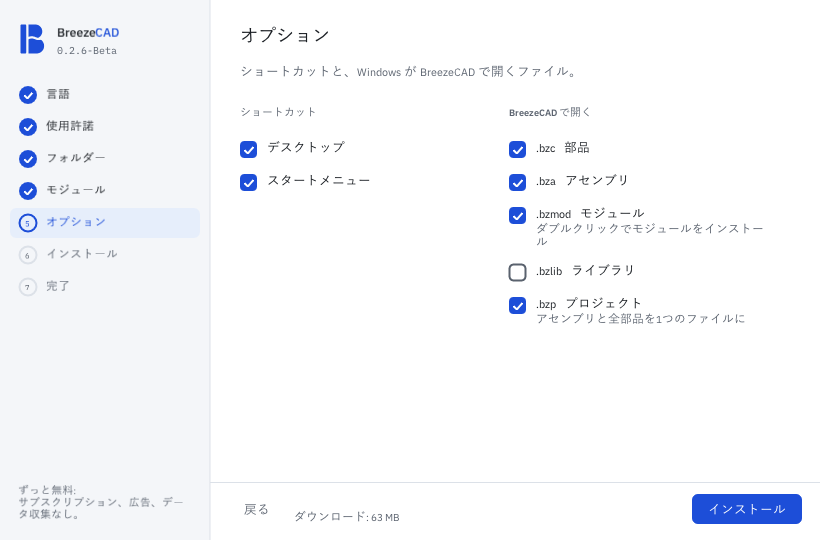 BreezeCAD
0.2.6-Beta
言語
使用許諾
フォルダー
モジュール
5 オプション
6 インストール
7 完了
ずっと無料:
サブスクリプション、広告、デー
タ収集なし。
オプション
ショートカットと、Windows が BreezeCAD で開くファイル。
ショートカット
デスクトップ
スタートメニュー
BreezeCAD で開く
.bzc 部品
.bza アセンブリ
.bzmod モジュール
ダブルクリックでモジュールをインストー
ル
.bzlib ライブラリ
.bzp プロジェクト
アセンブリと全部品を1つのファイルに
戻る
ダウンロード: 63 MB
インストール